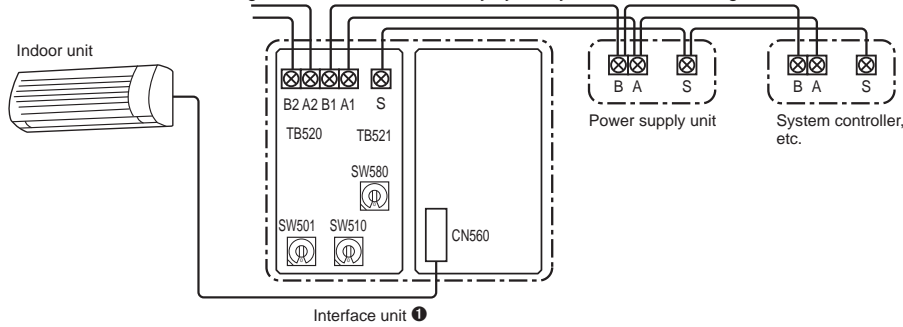 Indoor unit
B2 A2 B1 A1 S
TB520 TB521
SW580
SW501 SW510
CN560
B A S
Power supply unit
B A S
System controller,
etc.
Interface unit ❶